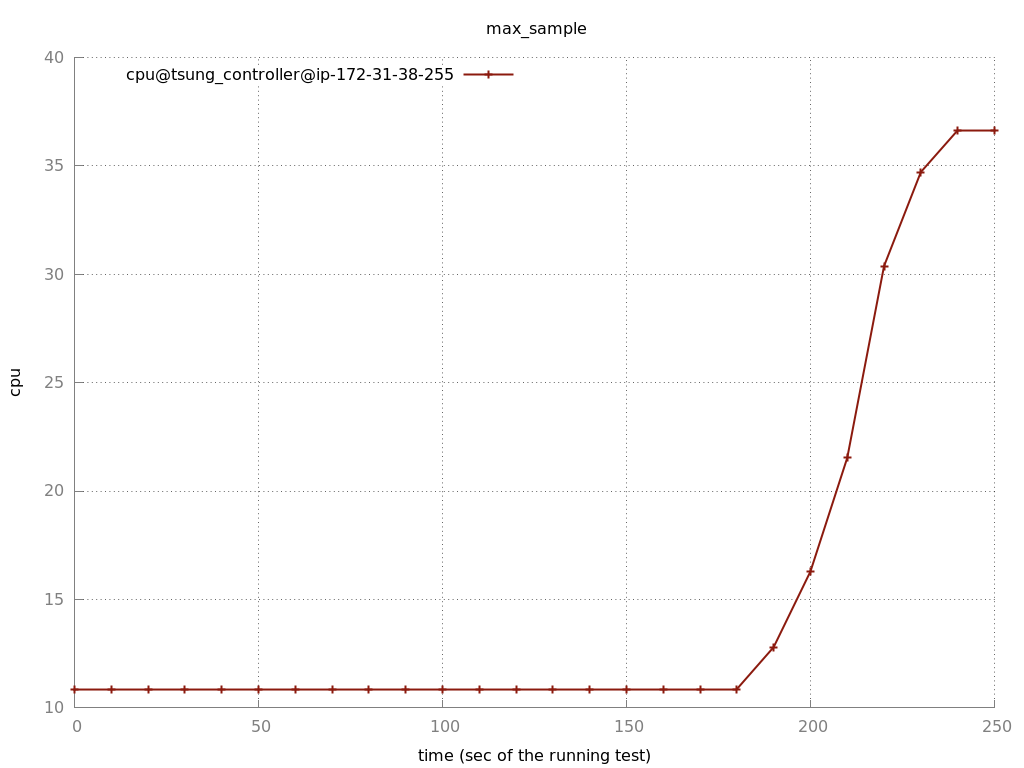 max_sample
cpu@tsung_controller@ip-172-31-38-255
40
35
30
25
20
15
10
cpu
0 50 100 150 200 250
time (sec of the running test)